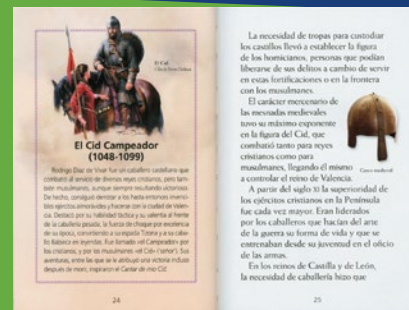 El Cid
El Cid Campeador
(1048-1099)
Rodrigo Díaz de Vivar fue un caballero castellano que
combatió al servicio de diversos reyes cristianos, pero tam-
bién musulmanes, aunque siempre resultando victorioso.
De hecho, consiguió derrotar a los hasta entonces inventi-
bles ejércitos almorávides y hacerse con la ciudad de Valen-
cia. Destacó por su habilidad táctica y su valentía al frente
de la caballería pesada, la fuerza de choque por excelencia
de su época, convirtiendo a su espada Tizona y a su caba-
llo Babieca en leyendas. Fue llamado «el Campeador» por
los cristianos, y por los musulmanes «el Cid» ('señor'). Sus
aventuras, entre las que se le atribuyó una victoria incluso
después de morir, inspiraron el Cantar de mio Cid.
24
La necesidad de tropas para custodiar
los castillos llevó a establecer la figura
de los homicianos, personas que podían
liberarse de sus delitos a cambio de servir
en estas fortificaciones o en la frontera
con los musulmanes.
El carácter mercenario de
las mesnadas medievales
tuvo su máximo exponente
en la figura del Cid, que
combatió tanto para reyes
cristianos como para
musulmanes, llegando él mismo
a controlar el reino de Valencia.
Casco medieval.
A partir del siglo XI la superioridad de
los ejércitos cristianos en la Península
fue cada vez mayor. Eran liderados
por los caballeros que hacían del arte
de la guerra su forma de vida y que se
entrenaban desde su juventud en el oficio
de las armas.
En los reinos de Castilla y de León,
la necesidad de caballería hizo que
25